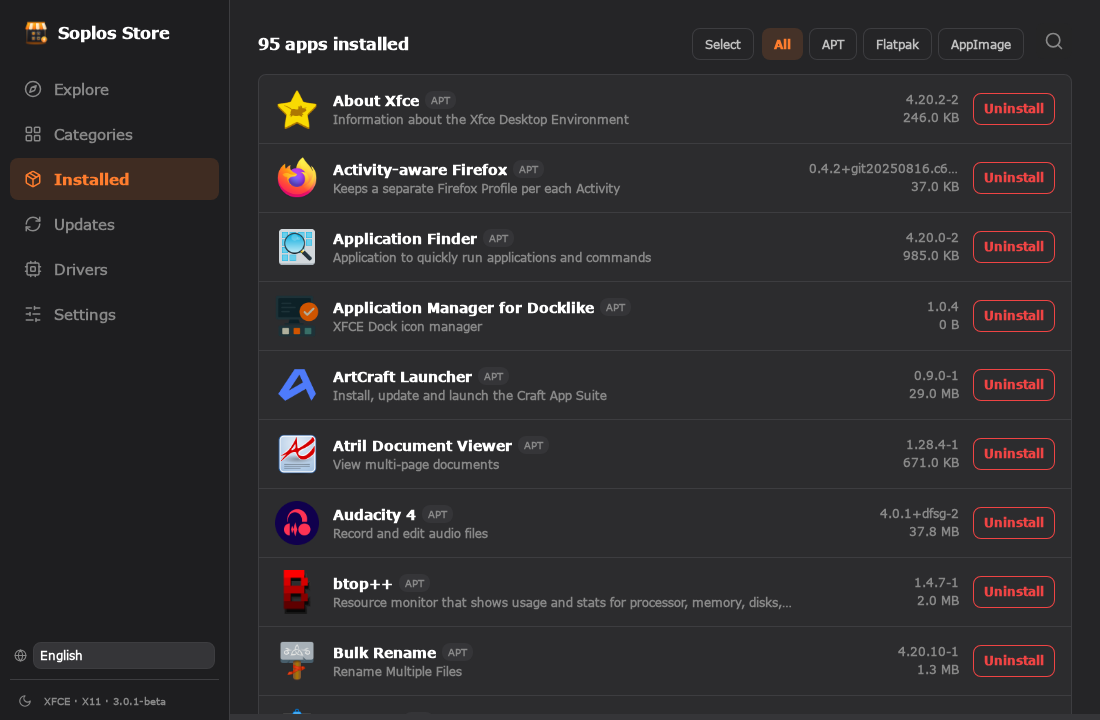 Soplos Store
Explore
Categories
Installed
Updates
Drivers
Settings
English
XFCE · X11 · 3.0.1-beta
95 apps installed
Select
All
APT
Flatpak
AppImage
About Xfce APT
Information about the Xfce Desktop Environment
4.20.2-2
246.0 KB
Uninstall
Activity-aware Firefox APT
Keeps a separate Firefox Profile per each Activity
0.4.2+git20250816.c6…
37.0 KB
Uninstall
Application Finder APT
Application to quickly run applications and commands
4.20.0-2
985.0 KB
Uninstall
Application Manager for Docklike APT
XFCE Dock icon manager
1.0.4
0 B
Uninstall
ArtCraft Launcher APT
Install, update and launch the Craft App Suite
0.9.0-1
29.0 MB
Uninstall
Atril Document Viewer APT
View multi-page documents
1.28.4-1
671.0 KB
Uninstall
Audacity 4 APT
Record and edit audio files
4.0.1+dfsg-2
37.8 MB
Uninstall
btop++ APT
Resource monitor that shows usage and stats for processor, memory, disks,…
1.4.7-1
2.0 MB
Uninstall
Bulk Rename APT
Rename Multiple Files
4.20.10-1
1.3 MB
Uninstall